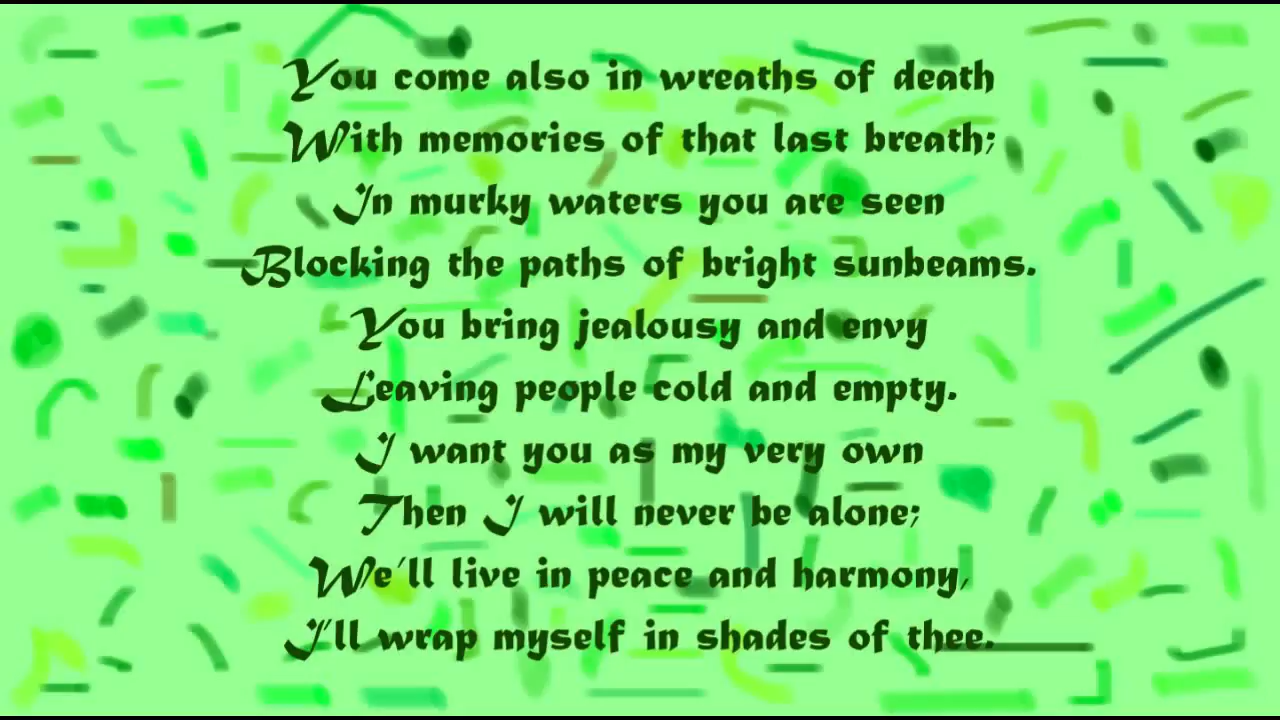 You come also in wreaths of death
With memories of that last breath;
In murky waters you are seen
Blocking the paths of bright sunbeams.
You bring jealousy and envy
Leaving people cold and empty.
I want you as my very own
Then I will never be alone;
We'll live in peace and harmony,
I'll wrap myself in shades of thee.